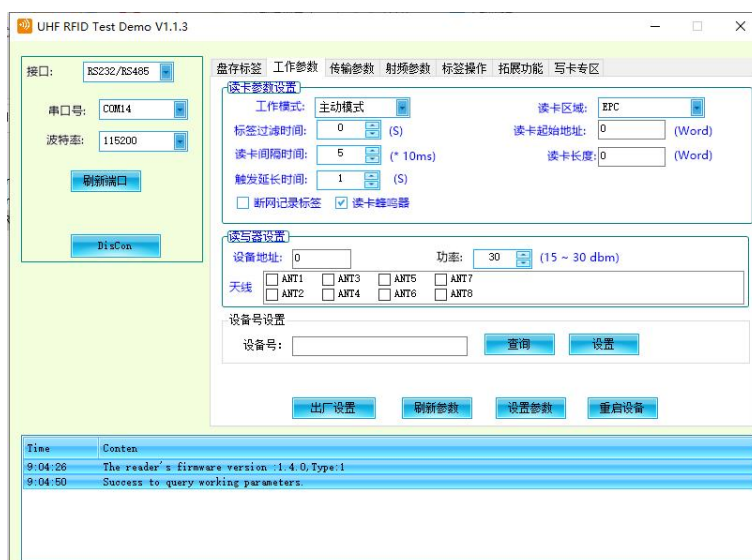 UHF RFID Test Demo V1.1.3
接口: RS232/RS485
串口号: COM14
波特率: 115200
刷新端口
DisCon
盘存标签 工作参数 传输参数 射频参数 标签操作 拓展功能 写卡专区
读卡参数设置
工作模式: 主动模式 读卡区域: EPC
标签过滤时间: 0 (S) 读卡起始地址: 0 (Word)
读卡间隔时间: 5 (* 10ms) 读卡长度: 0 (Word)
触发延长时间: 1 (S)
断网记录标签 读卡蜂鸣器
读写器设置
设备地址: 0 功率: 30 (15 ~ 30 dbm)
天线 ANT1 ANT3 ANT5 ANT7
ANT2 ANT4 ANT6 ANT8
设备号设置
设备号: 查询 设置
出厂设置 刷新参数 设置参数 重启设备
Time Conten
9:04:26 The reader's firmware version :1.4.0,Type:1
9:04:50 Success to query working parameters.